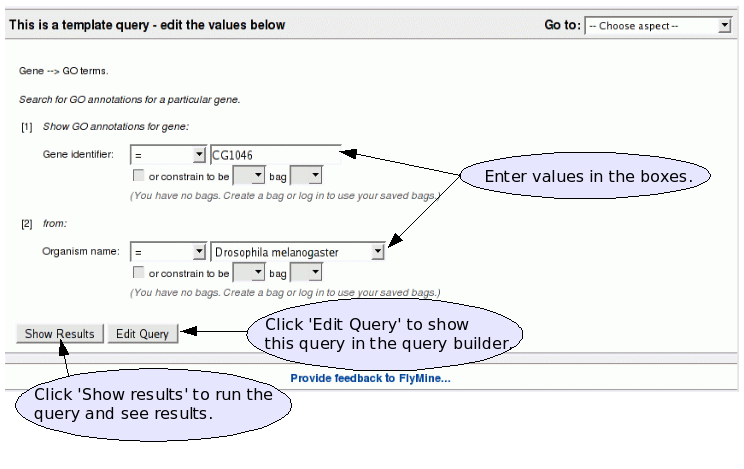 This is a template query - edit the values below Go to: -- Choose aspect --
Gene --> GO terms.
Search for GO annotations for a particular gene.
[1] Show GO annotations for gene:
Gene identifier: = CG1046
or constrain to be bag
(You have no bags. Create a bag or log in to use your saved bags.)
Enter values in the boxes.
[2] from:
Organism name: = Drosophila melanogaster
or constrain to be bag
(You have no bags. Create a bag or log in to use your saved bags.)
Show Results Edit Query
Click 'Edit Query' to show
this query in the query builder.
Provide feedback to FlyMine...
Click 'Show results' to run the
query and see results.